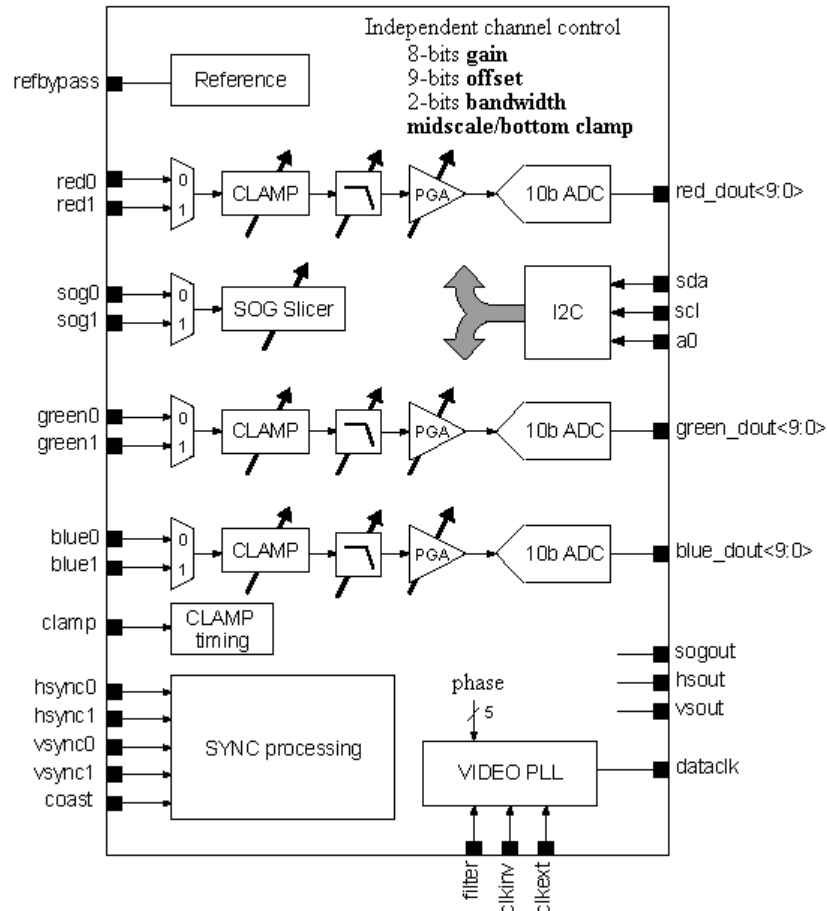 Independent channel control
8-bits gain
9-bits offset
2-bits bandwidth
midscale/bottom clamp
refbypass
Reference
red0
red1
0
1
CLAMP
PGA
10b ADC
red_dout<9:0>
sog0
sog1
0
1
SOG Slicer
I2C
sda
scl
a0
green0
green1
0
1
CLAMP
PGA
10b ADC
green_dout<9:0>
blue0
blue1
0
1
CLAMP
PGA
10b ADC
blue_dout<9:0>
clamp
CLAMP
timing
sogout
hsout
vsout
hsync0
hsync1
vsync0
vsync1
coast
SYNC processing
phase
5
VIDEO PLL
dataclk
filter
clkinv
clkext